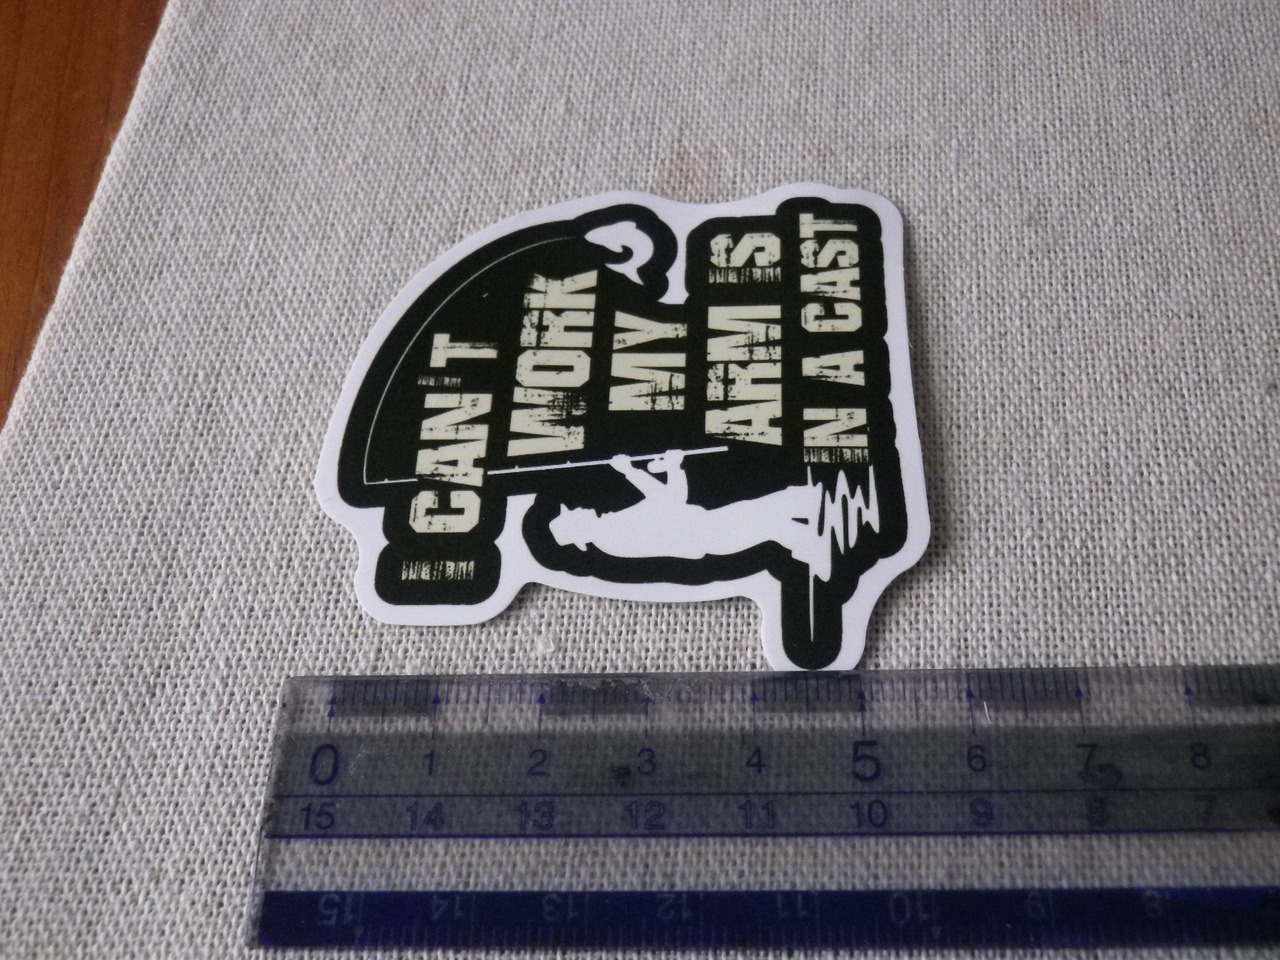 I CAN'T
WORK
MY
ARM IS
IN A CAST
0 1 2 3 4 5 6 7 8
15 14 13 12 11 10 9 8 7
15 14 13 12 11 10 9 8